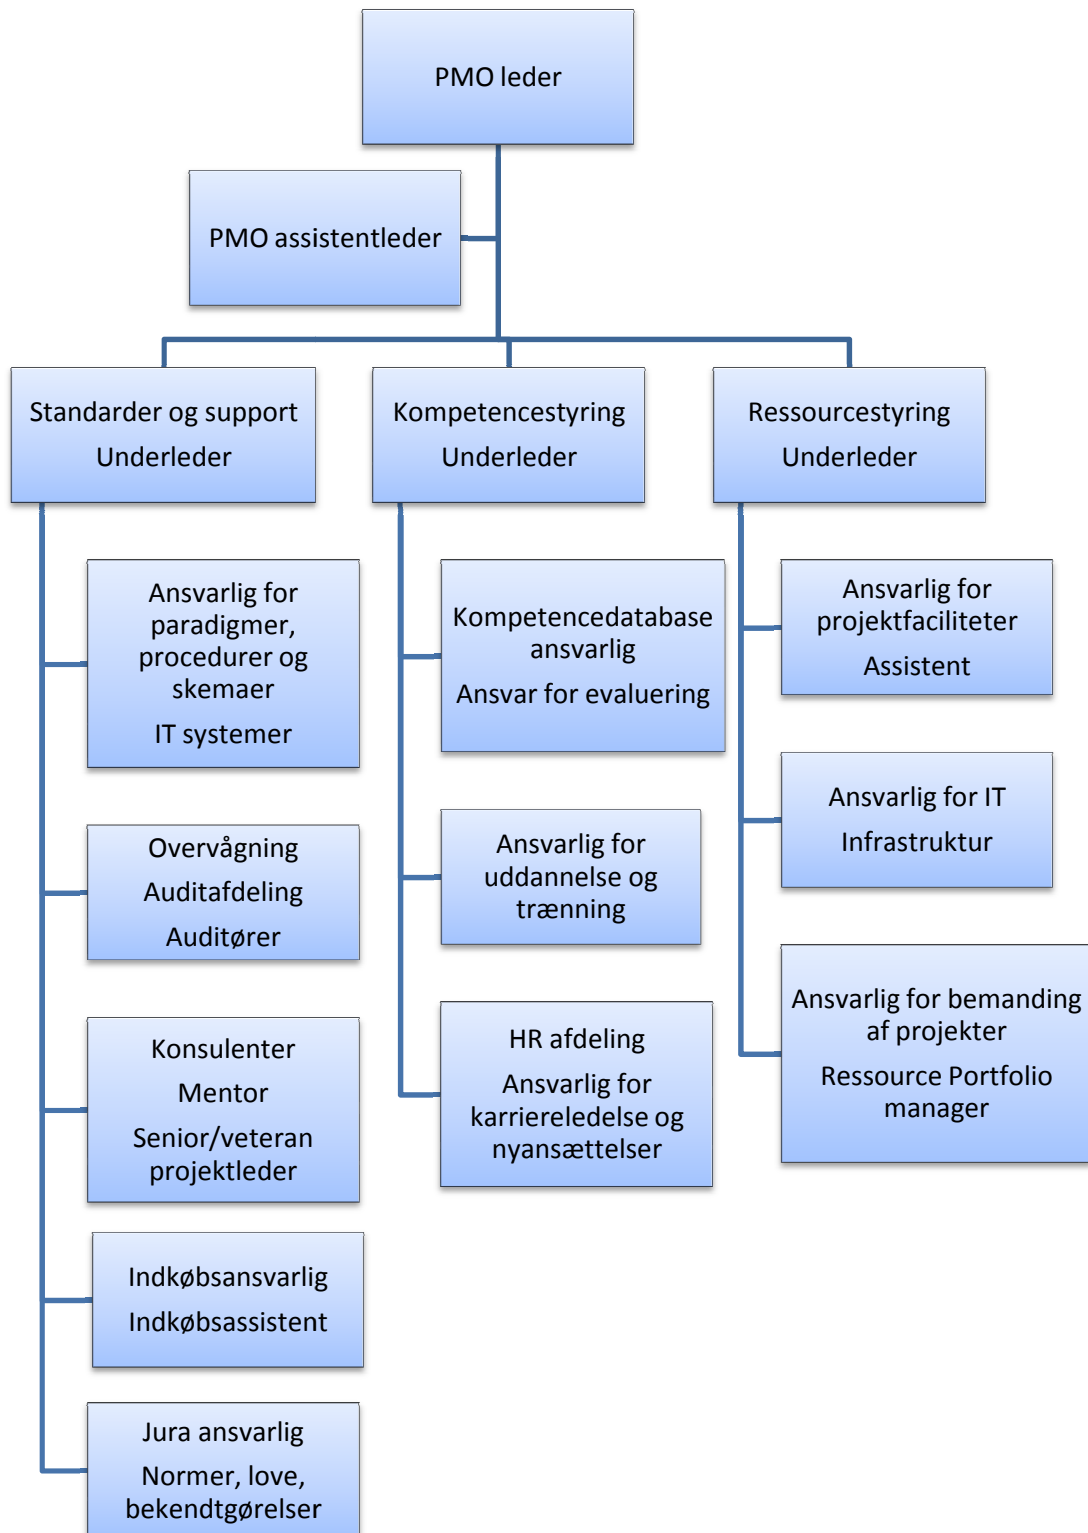 PMO leder
PMO assistentleder
Standarder og support
Underleder
Kompetencestyring
Underleder
Ressourcestyring
Underleder
Ansvarlig for
paradigmer,
procedurer og
skemaer
IT systemer
Overvågning
Auditafdeling
Auditører
Konsulenter
Mentor
Senior/veteran
projektleder
Indkøbsansvarlig
Indkøbsassistent
Jura ansvarlig
Normer, love,
bekendtgørelser
Kompetencedatabase
ansvarlig
Ansvar for evaluering
Ansvarlig for
uddannelse og
trænning
HR afdeling
Ansvarlig for
karriereledelse og
nyansættelser
Ansvarlig for
projektfaciliteter
Assistent
Ansvarlig for IT
Infrastruktur
Ansvarlig for bemanding
af projekter
Ressource Portfolio
manager